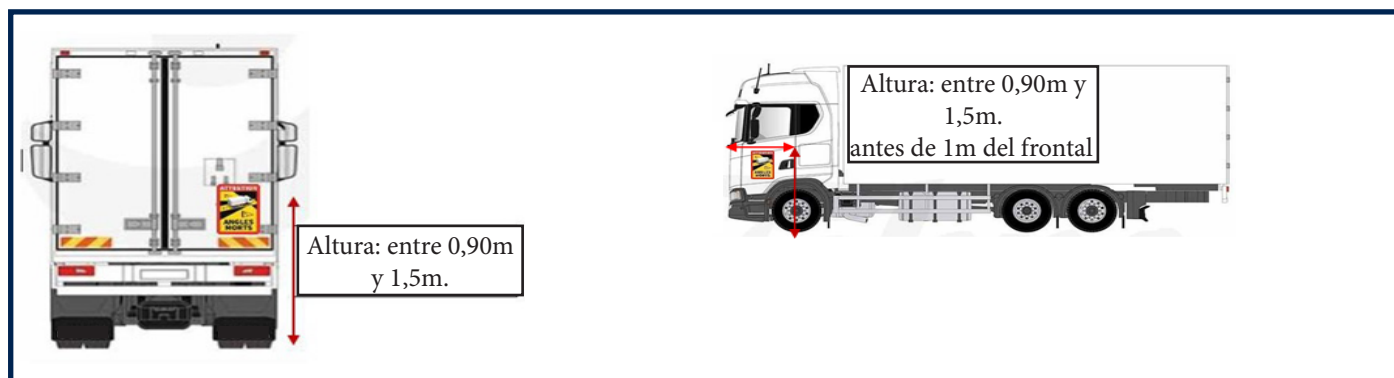 ATTENTION
ANGLES
MORTS
Altura: entre 0,90m
y 1,5m.
Altura: entre 0,90m y
1,5m.
antes de 1m del frontal
ANGLES
MORTS